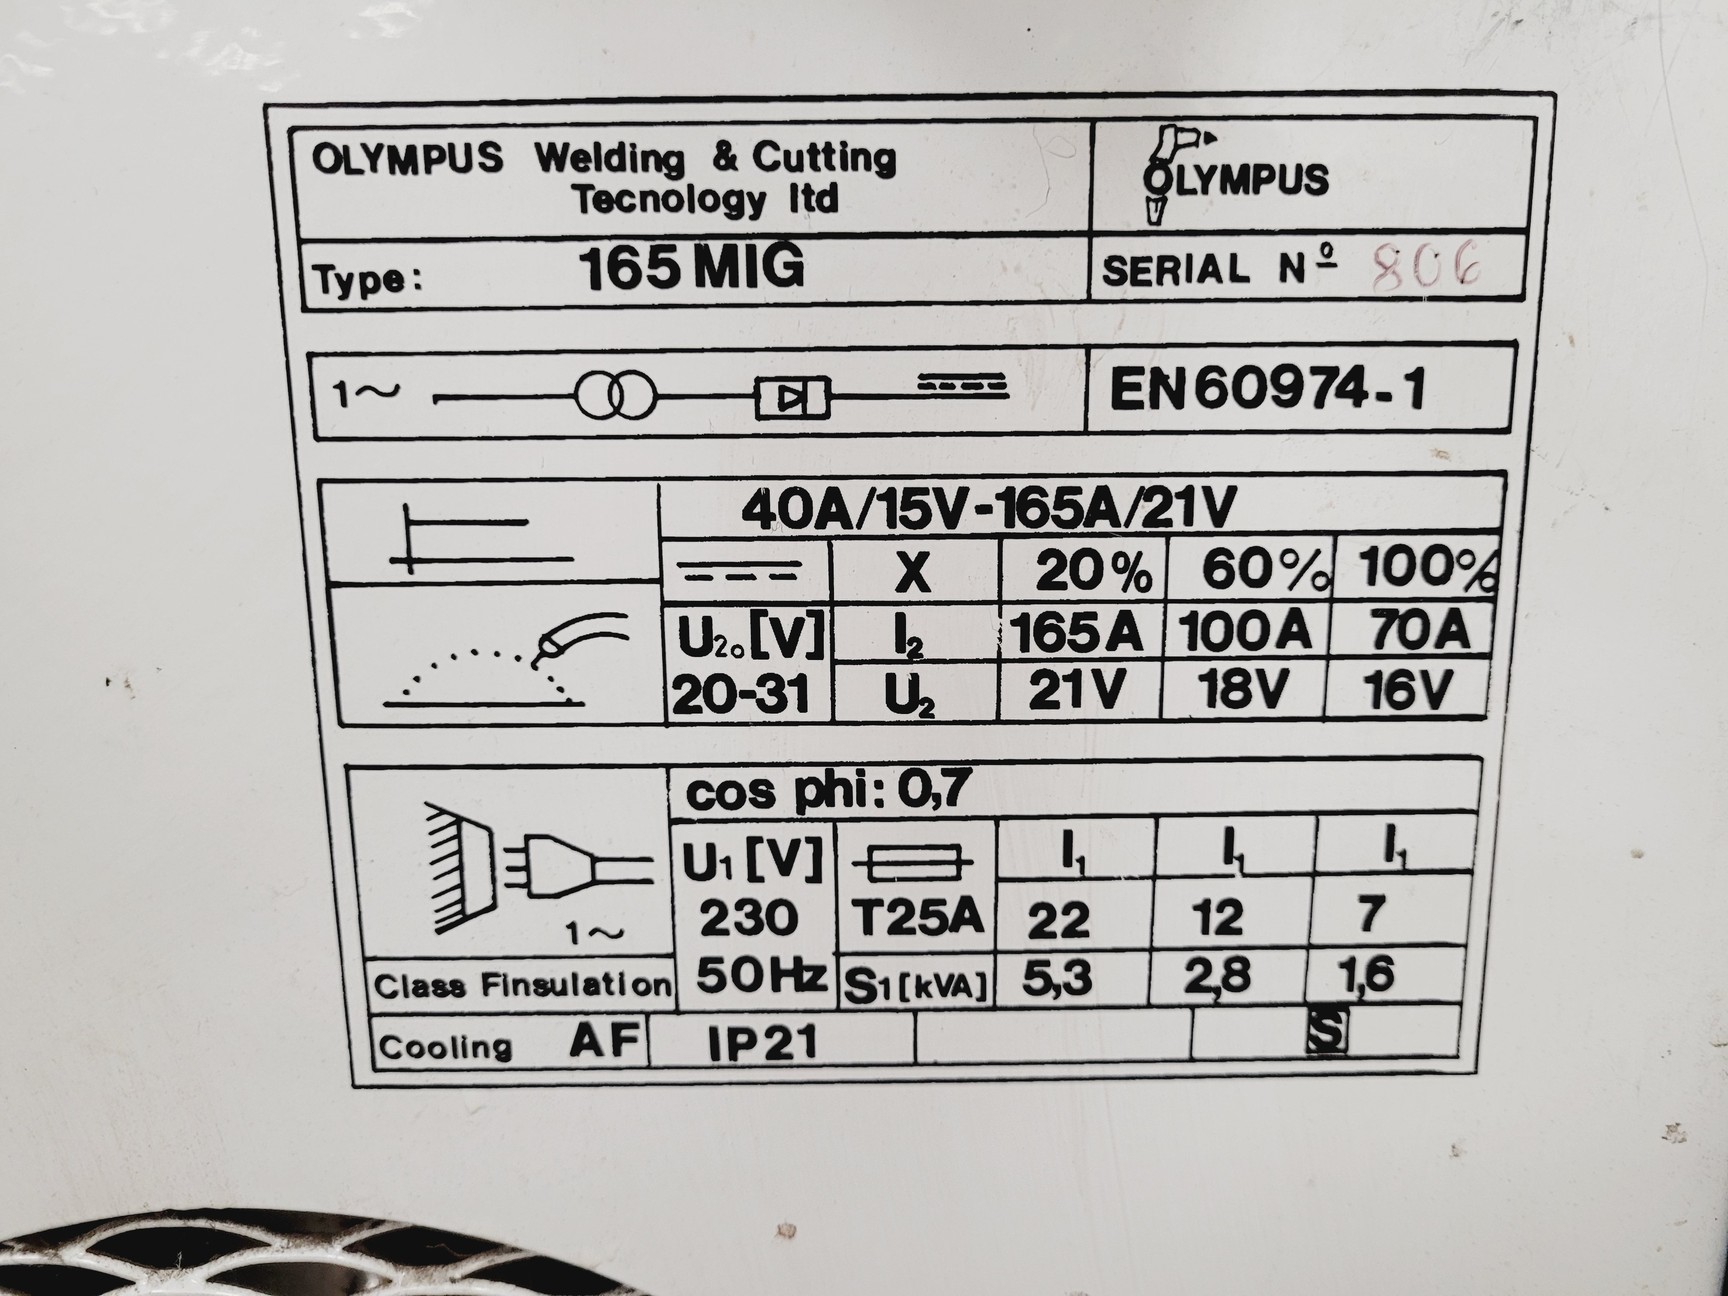 OLYMPUS Welding & Cutting
Tecnology ltd
OLYMPUS
Type: 165 MIG
SERIAL Nº 806
1~
EN60974-1
40A/15V-165A/21V
X 20% 60% 100%
U₂₀[V] I₂ 165A 100A 70A
20-31 U₂ 21V 18V 16V
cos phi: 0,7
U1 [V] I₁ I₁ I₁
230 T25A 22 12 7
1~
Class Finsulation 50Hz S1[kVA] 5,3 2,8 1,6
Cooling AF IP21 S